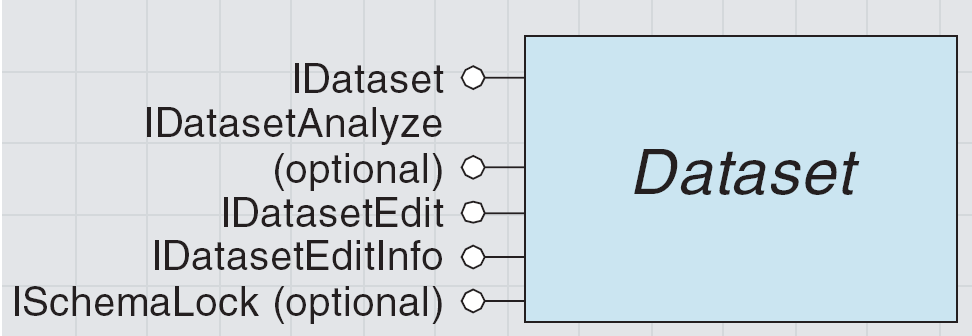 IDataset
IDatasetAnalyze
(optional)
IDatasetEdit
IDatasetEditInfo
ISchemaLock (optional)
Dataset